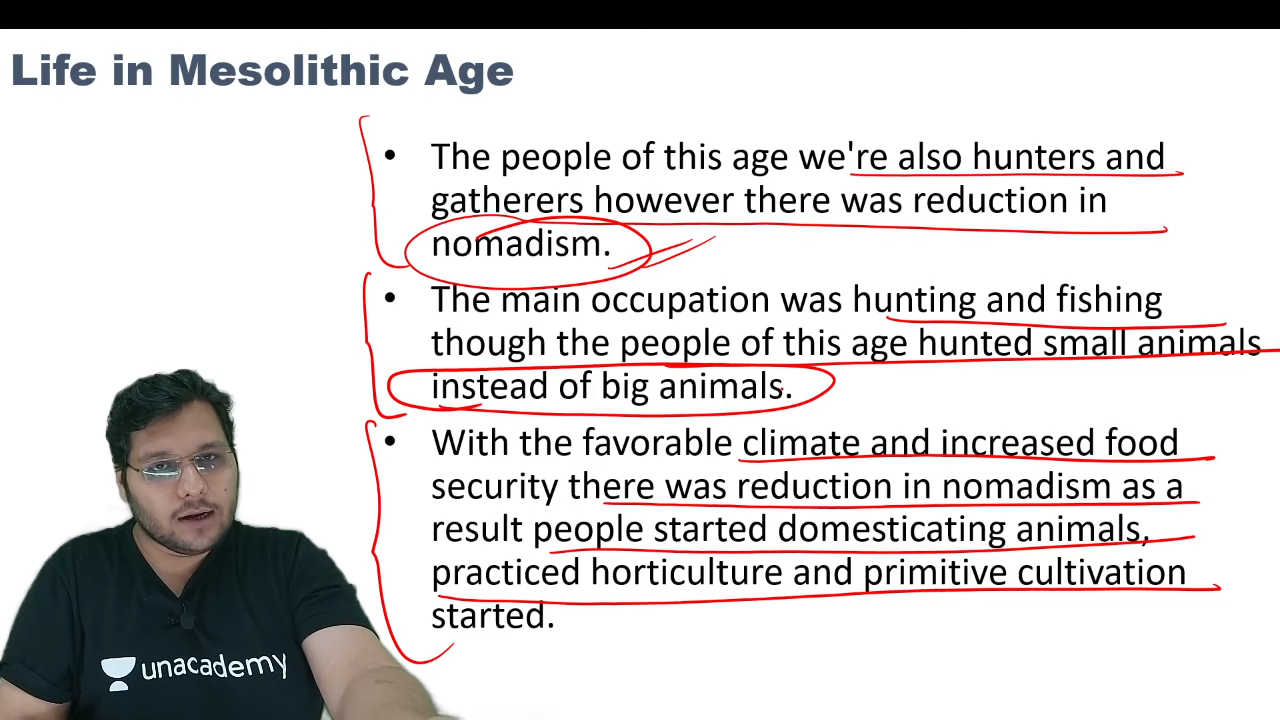 Life in Mesolithic Age
• The people of this age we're also hunters and
gatherers however there was reduction in
nomadism.
• The main occupation was hunting and fishing
though the people of this age hunted small animals
instead of big animals.
• With the favorable climate and increased food
security there was reduction in nomadism as a
result people started domesticating animals,
practiced horticulture and primitive cultivation
started.
unacademy